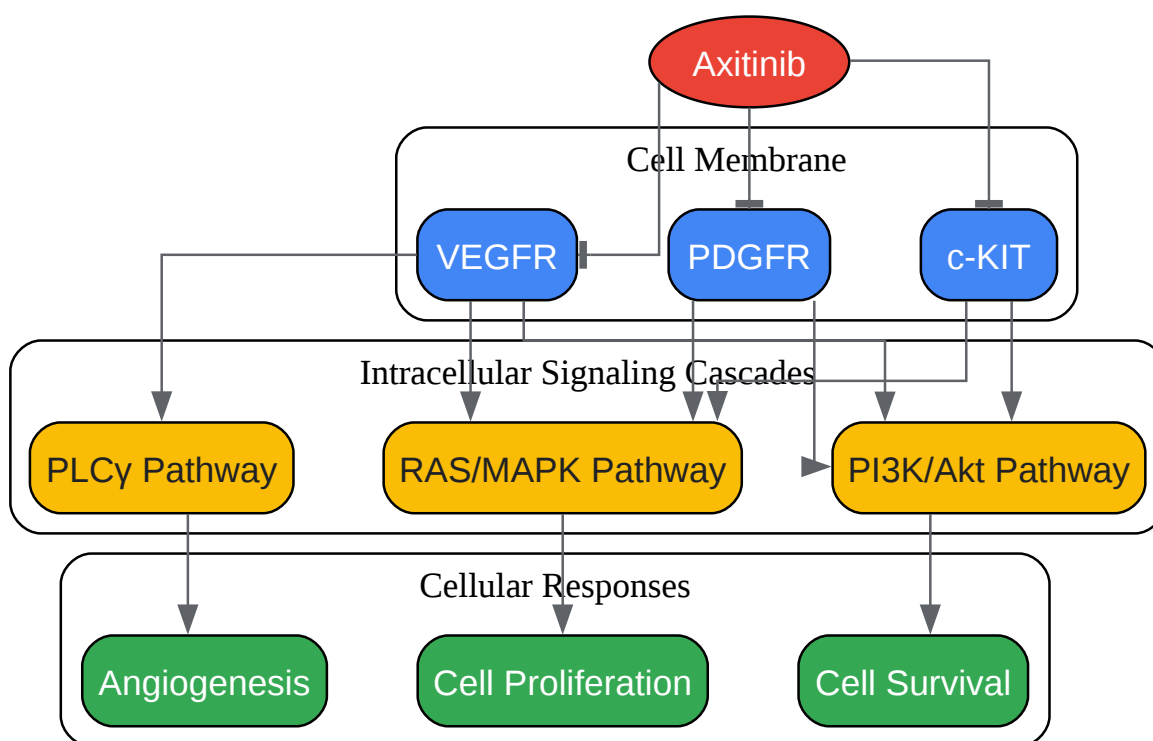 Axitinib
Cell Membrane
VEGFR
PDGFR
c-KIT
Intracellular Signaling Cascades
PLCγ Pathway
RAS/MAPK Pathway
PI3K/Akt Pathway
Cellular Responses
Angiogenesis
Cell Proliferation
Cell Survival